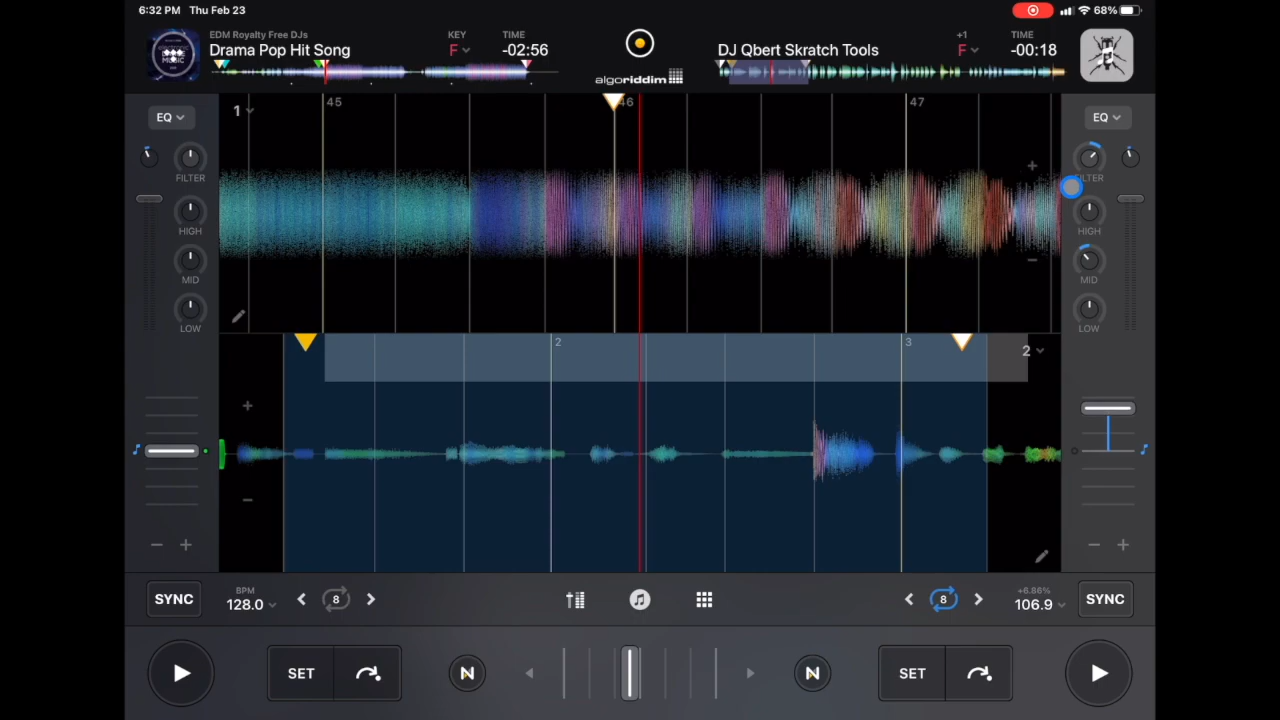 6:32 PM Thu Feb 23
68%
EDM Royalty Free DJs
Drama Pop Hit Song
KEY
F
TIME
-02:56
algoriddim
DJ Qbert Skratch Tools
+1
F
TIME
-00:18
EQ
FILTER
HIGH
MID
LOW
1
45
46
47
+
−
2
3
2
+
−
EQ
HIGH
MID
LOW
− +
− +
SYNC
BPM
128.0
8
8
+6.86%
106.9
SYNC
SET
N
N
SET